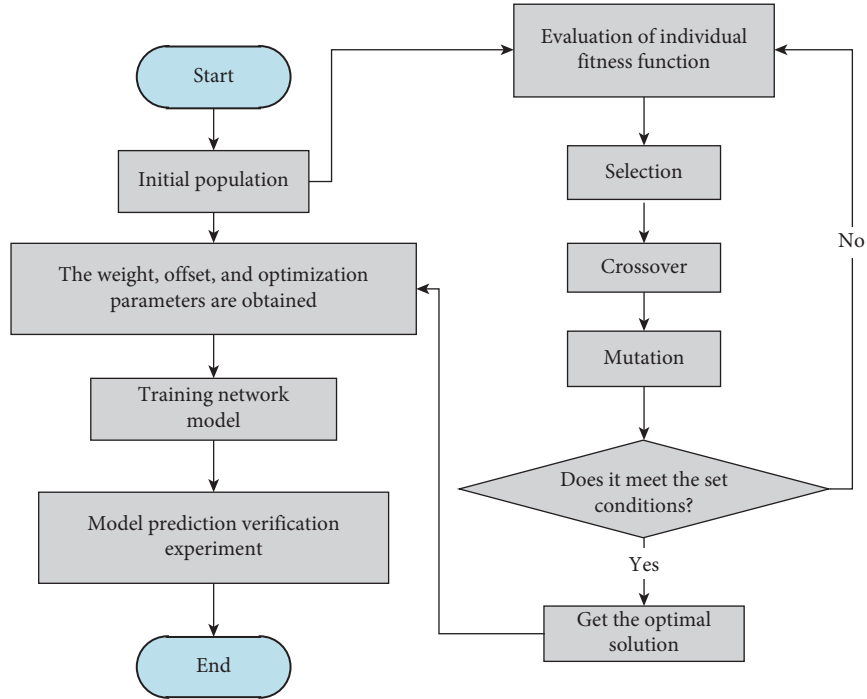 Start
Initial population
The weight, offset, and optimization
parameters are obtained
Training network
model
Model prediction verification
experiment
End
Evaluation of individual
fitness function
Selection
Crossover
Mutation
Does it meet the set
conditions?
No
Yes
Get the optimal
solution